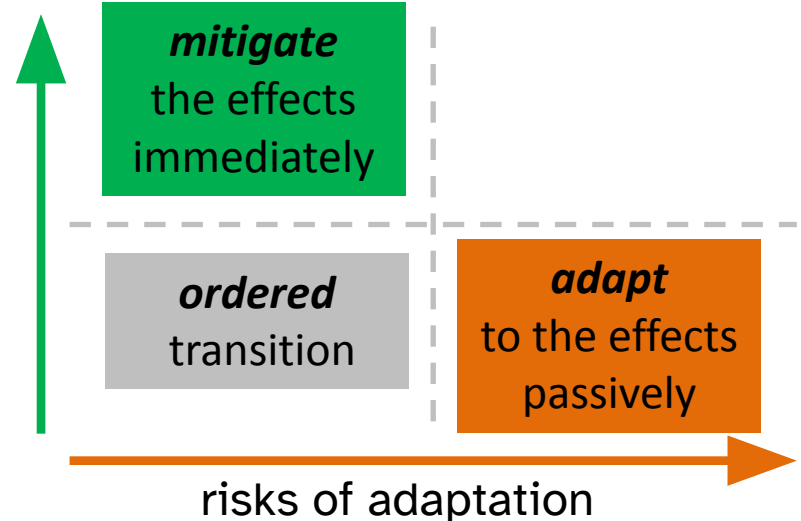 mitigate
the effects
immediately
ordered
transition
adapt
to the effects
passively
risks of adaptation